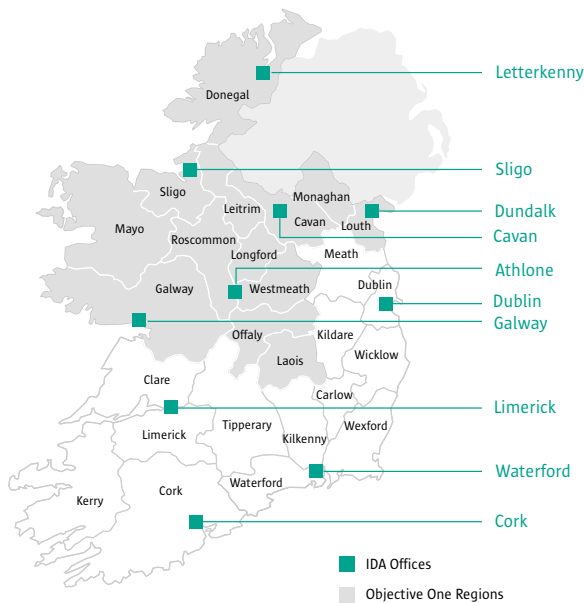 Letterkenny
Donegal
Sligo
Monaghan
Sligo
Leitrim
Cavan
Louth
Dundalk
Mayo
Cavan
Roscommon
Longford
Meath
Athlone
Galway
Westmeath
Dublin
Dublin
Galway
Offaly
Kildare
Laois
Wicklow
Clare
Carlow
Limerick
Limerick
Tipperary
Kilkenny
Wexford
Waterford
Kerry
Cork
Waterford
Cork
IDA Offices
Objective One Regions